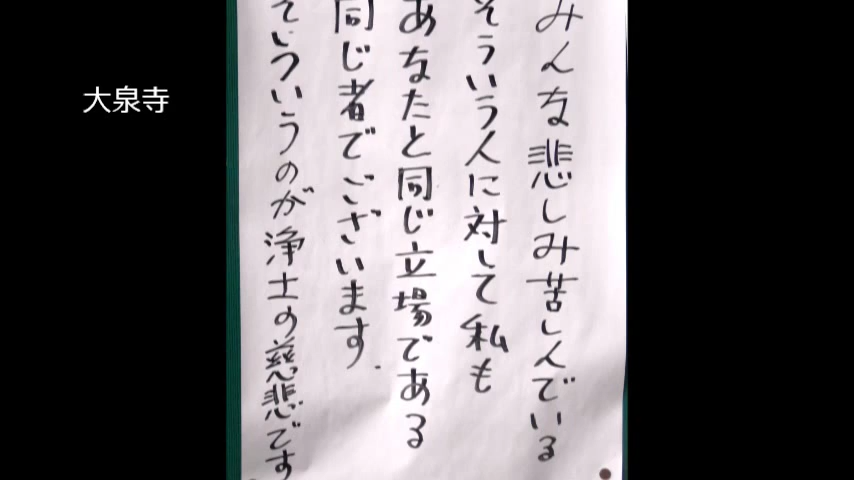 大泉寺
みんな悲しみ苦しんでいる
そういう人に対して私も
あなたと同じ立場である
同じ者でございます.
ていういうのが浄土の慈悲です